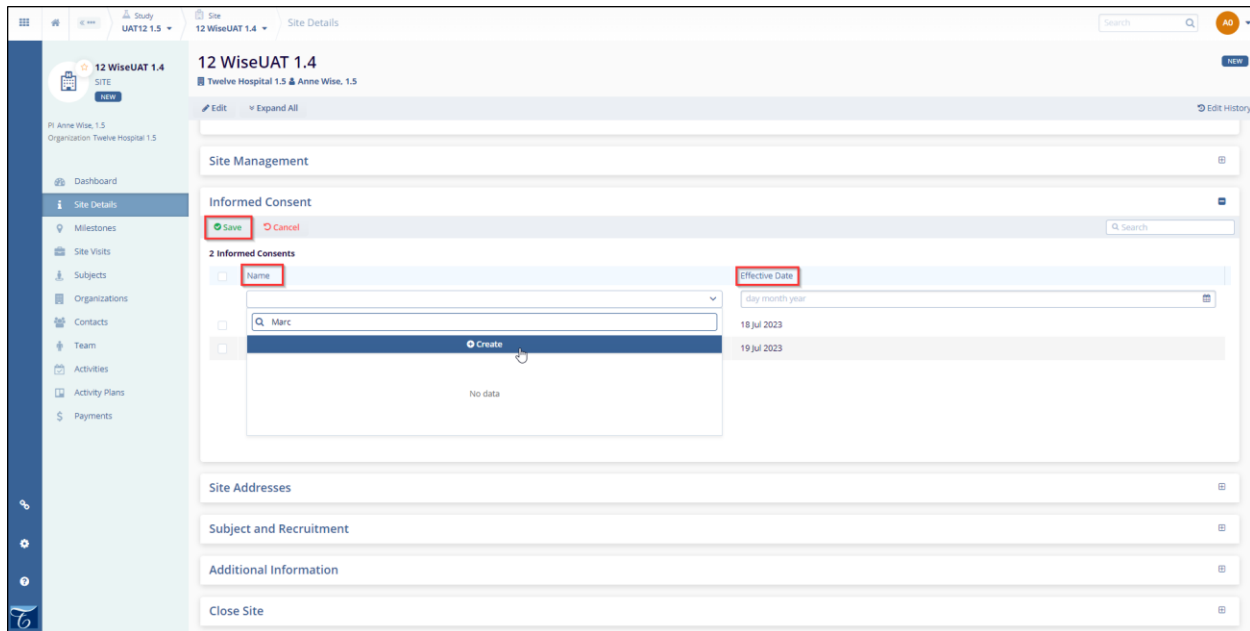 Study
UAT12 1.5
Site
12 WiseUAT 1.4
Site Details
Search
A0
12 WiseUAT 1.4
SITE
NEW
PI Anne Wise, 1.5
Organization Twelve Hospital 1.5
Dashboard
Site Details
Milestones
Site Visits
Subjects
Organizations
Contacts
Team
Activities
Activity Plans
Payments
12 WiseUAT 1.4
NEW
Twelve Hospital 1.5 Anne Wise, 1.5
Edit Expand All Edit History
Site Management
Informed Consent
Save Cancel Search
2 Informed Consents
Name Effective Date
day month year
Marc 18 Jul 2023
Create 19 Jul 2023
No data
Site Addresses
Subject and Recruitment
Additional Information
Close Site